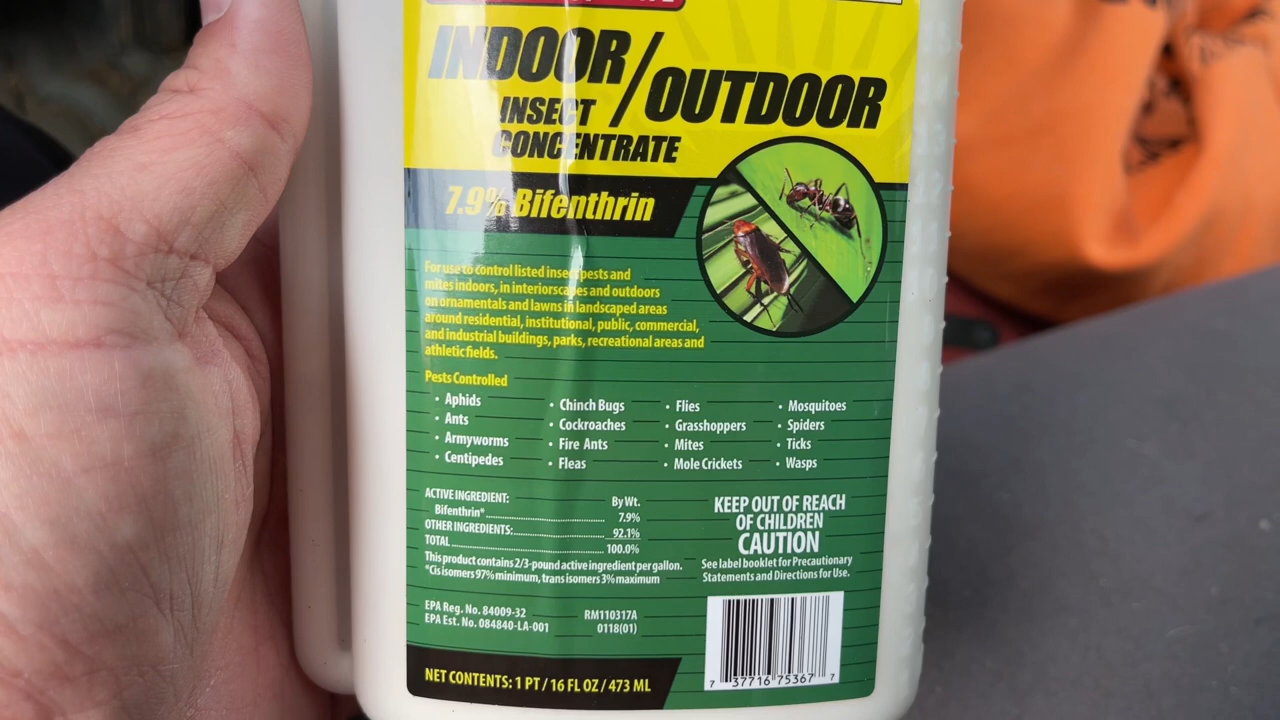 INDOOR/OUTDOOR
INSECT
CONCENTRATE
7.9% Bifenthrin
For use to control listed insect pests and
mites indoors, in interiorscapes and outdoors
on ornamentals and lawns in landscaped areas
around residential, institutional, public, commercial,
and industrial buildings, parks, recreational areas and
athletic fields.
Pests Controlled
• Aphids
• Ants
• Armyworms
• Centipedes
• Chinch Bugs
• Cockroaches
• Fire Ants
• Fleas
• Flies
• Grasshoppers
• Mites
• Mole Crickets
• Mosquitoes
• Spiders
• Ticks
• Wasps
ACTIVE INGREDIENT: By Wt.
Bifenthrin* 7.9%
OTHER INGREDIENTS: 92.1%
TOTAL 100.0%
This product contains 2/3-pound active ingredient per gallon.
*Cis isomers 97% minimum, trans isomers 3% maximum
KEEP OUT OF REACH
OF CHILDREN
CAUTION
See label booklet for Precautionary
Statements and Directions for Use.
EPA Reg. No. 84009-32
EPA Est. No. 084840-LA-001
RM110317A
0118(01)
7 37716 75367 7
NET CONTENTS: 1 PT / 16 FL OZ / 473 ML